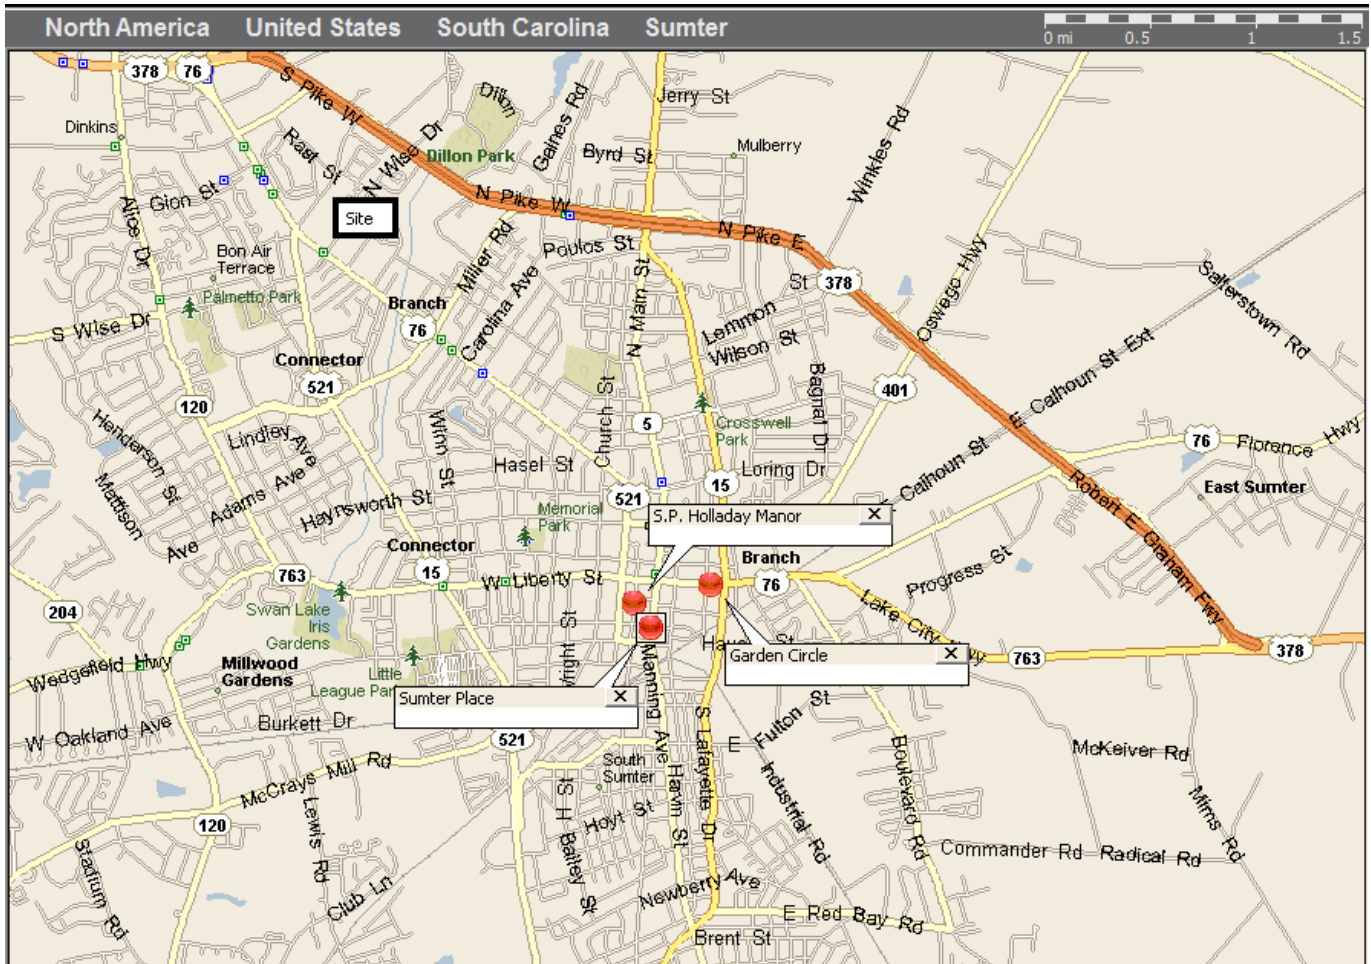 North America United States South Carolina Sumter
0 mi 0.5 1 1.5
378 76
S Pike W
Dillon
Jerry St
Gaines Rd
Dinkins
Rast St
N Wise Dr
Dillon Park
Byrd St
Mulberry
Winkles Rd
Gion St
Alice Dr
Site
N Pike W
N Pike E
Bon Air
Terrace
Miller Rd
Poulos St
St
378
Oswego Hwy
Salterstown Rd
Palmetto Park
Branch
76
Carolina Ave
N Main St
Lemmon
Wilson St
S Wise Dr
Connector
521
120
Church St
Bagnal Dr
401
E Calhoun St Ext
Crosswell
Park
5
Henderson St
Lindley Ave
Winn St
Hasel St
Loring Dr
E Calhoun St
76
Florence Hwy
Mattison
Ave
Adams Ave
Haynsworth St
521
15
East Sumter
Robert E Graham Fwy
Memorial
Park
S.P. Holladay Manor
Connector
15
Branch
76
763
W Liberty St
Progress St
204
Swan Lake
Iris
Gardens
Lake City Hwy
763
378
Wedgefield Hwy
Millwood
Gardens
Little
League Park
Wright St
Manning Ave
Garden Circle
Sumter Place
W Oakland Ave
Burkett Dr
521
S Lafayette Dr
E
Fulton St
Boulevard Rd
McKeiver Rd
Mims Rd
McCrays Mill Rd
South
Sumter
Harvin St
Industrial Rd
120
Lewis Rd
H St
Hoyt St
Bailey St
Commander Rd Radical Rd
Stadium Rd
Club Ln
Newberry Ave
E Red Bay Rd
Brent St